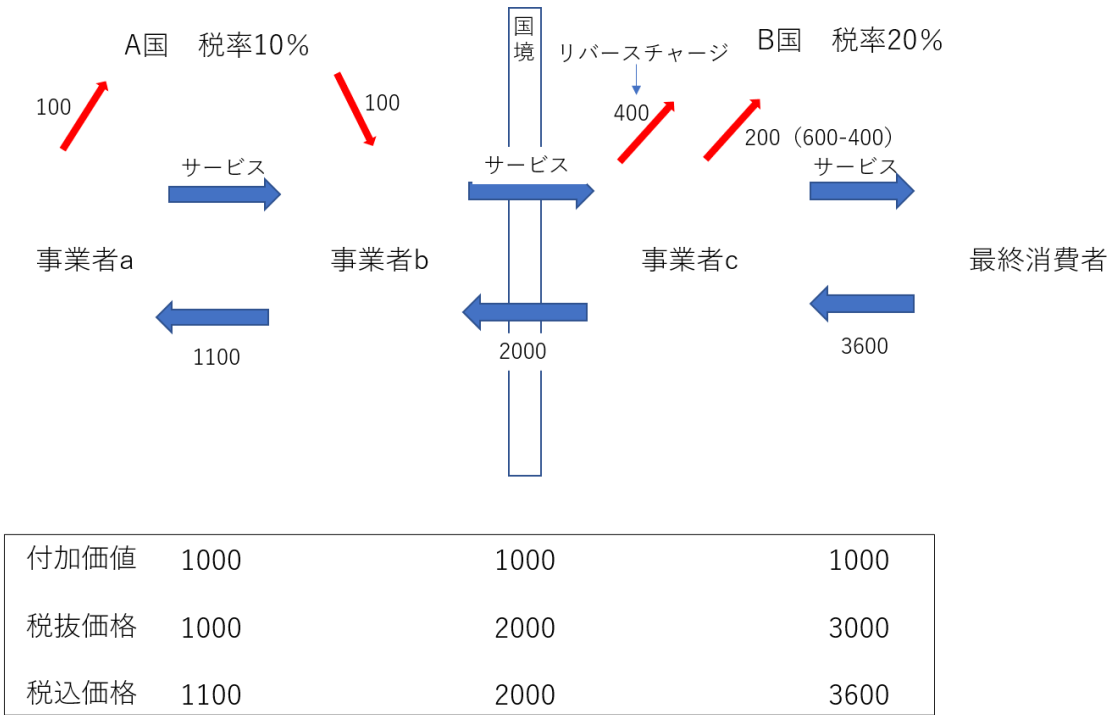 A国 税率10%
国境
B国 税率20%
リバースチャージ
100
100
400
200（600-400）
サービス
サービス
サービス
事業者a
事業者b
事業者c
最終消費者
1100
2000
3600
付加価値 1000 1000 1000
税抜価格 1000 2000 3000
税込価格 1100 2000 3600